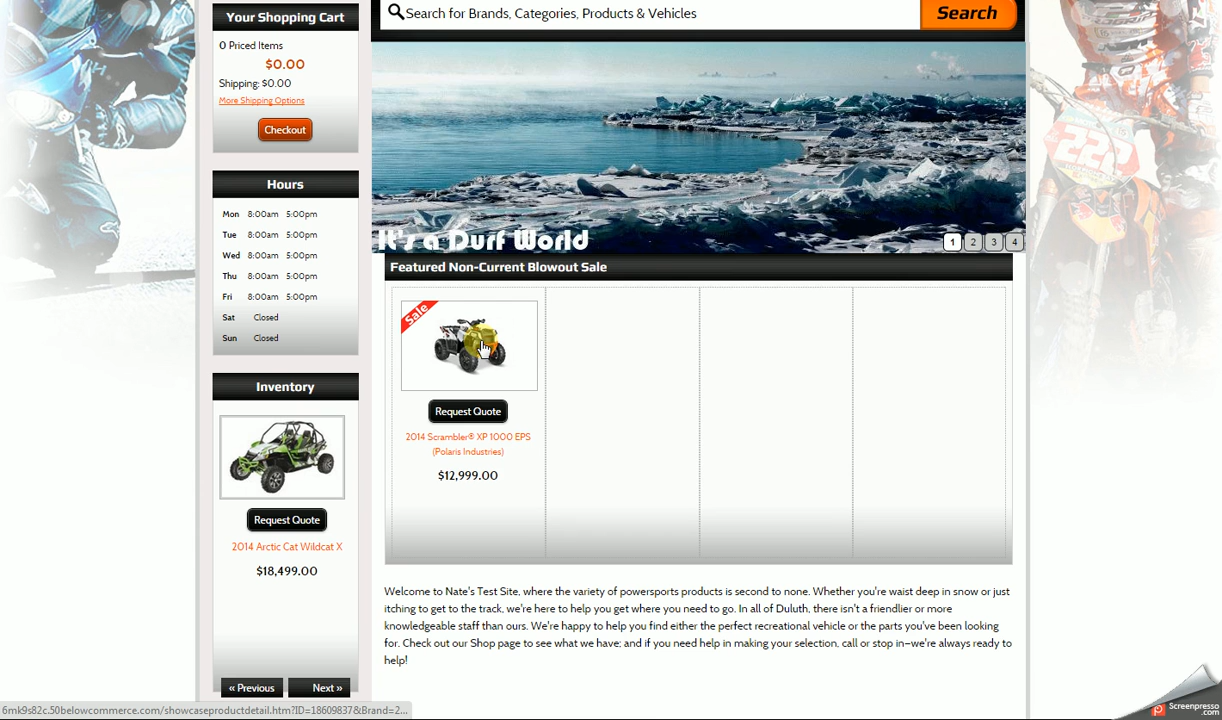 Your Shopping Cart
0 Priced Items
$0.00
Shipping: $0.00
More Shipping Options
Checkout
Hours
Mon 8:00am 5:00pm
Tue 8:00am 5:00pm
Wed 8:00am 5:00pm
Thu 8:00am 5:00pm
Fri 8:00am 5:00pm
Sat Closed
Sun Closed
Inventory
Request Quote
2014 Arctic Cat Wildcat X
$18,499.00
« Previous Next »
Search for Brands, Categories, Products & Vehicles
Search
It's a Durf World
1 2 3 4
Featured Non-Current Blowout Sale
Sale
Request Quote
2014 Scrambler® XP 1000 EPS
(Polaris Industries)
$12,999.00
Welcome to Nate's Test Site, where the variety of powersports products is second to none. Whether you're waist deep in snow or just
itching to get to the track, we're here to help you get where you need to go. In all of Duluth, there isn't a friendlier or more
knowledgeable staff than ours. We're happy to help you find either the perfect recreational vehicle or the parts you've been looking
for. Check out our Shop page to see what we have; and if you need help in making your selection, call or stop in–we're always ready to
help!
222
6mk9s82c.50belowcommerce.com/showcaseproductdetail.htm?ID=18609837&Brand=2...
Screenpresso
.com